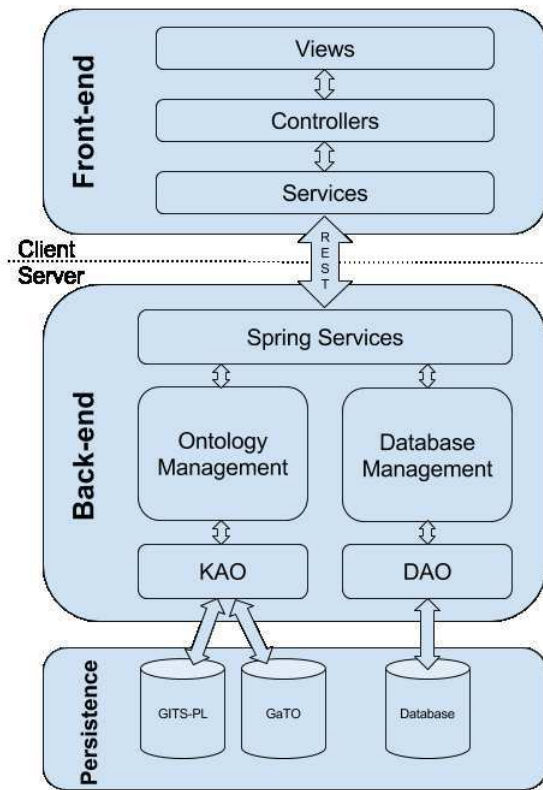 Front-end
Views
Controllers
Services
REST
Client
Server
Back-end
Spring Services
Ontology
Management
Database
Management
KAO
DAO
Persistence
GITS-PL
GaTO
Database